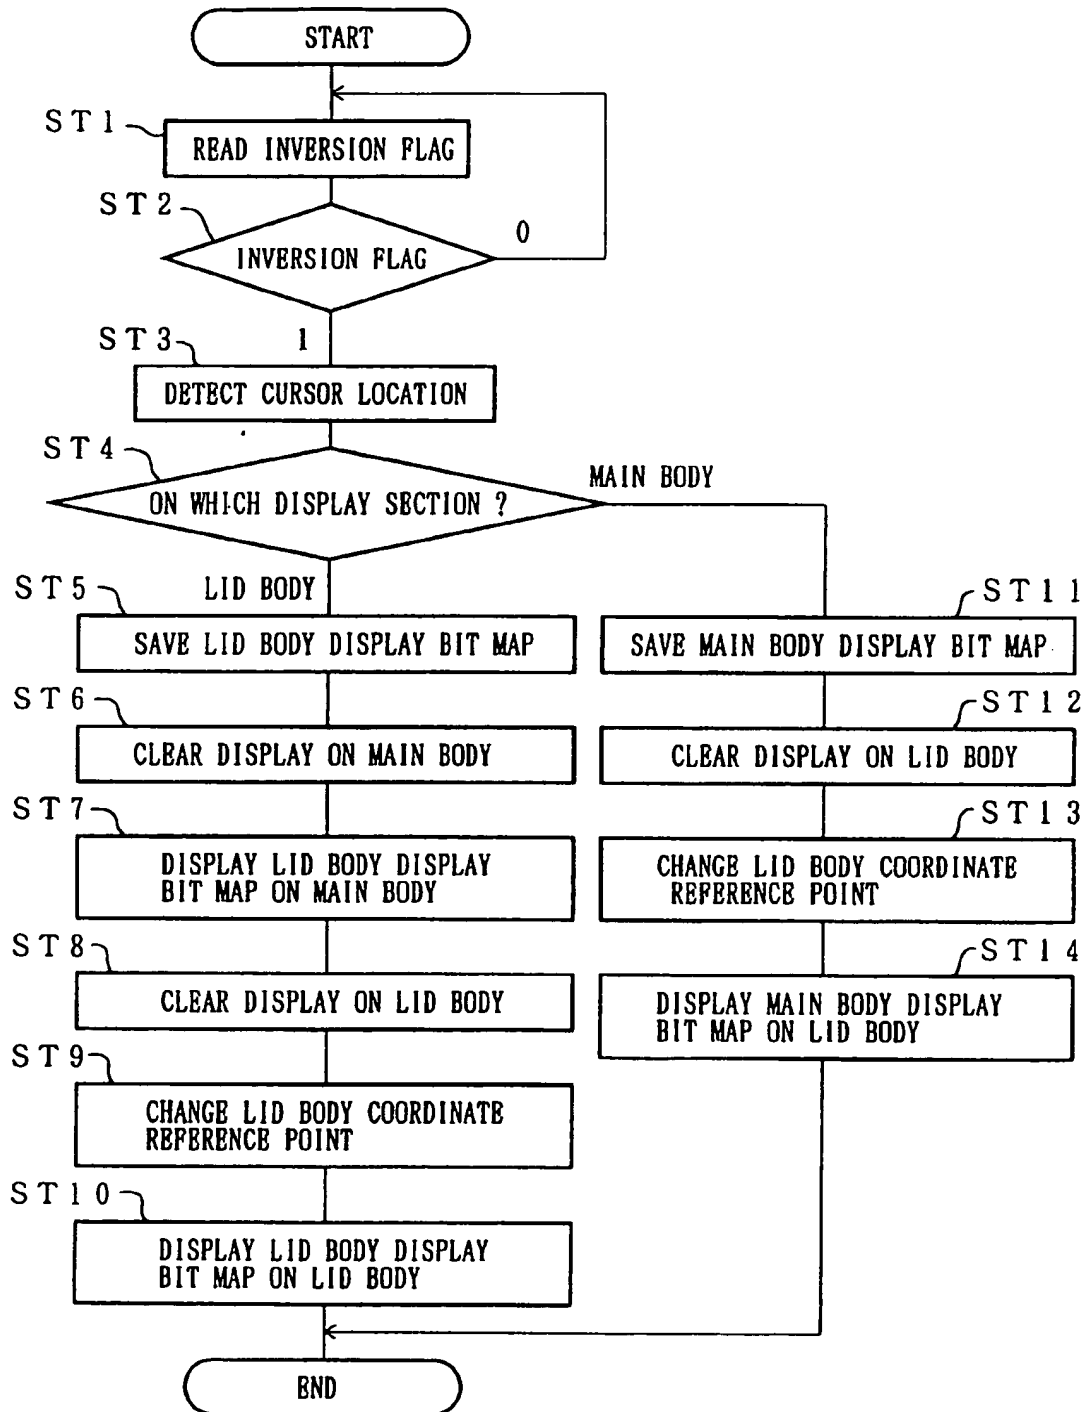 START
ST1
READ INVERSION FLAG
ST2
0
INVERSION FLAG
ST3
1
DETECT CURSOR LOCATION
ST4
MAIN BODY
ON WHICH DISPLAY SECTION ?
ST5
LID BODY
ST11
SAVE LID BODY DISPLAY BIT MAP
SAVE MAIN BODY DISPLAY BIT MAP
ST6
ST12
CLEAR DISPLAY ON MAIN BODY
CLEAR DISPLAY ON LID BODY
ST7
ST13
DISPLAY LID BODY DISPLAY
BIT MAP ON MAIN BODY
CHANGE LID BODY COORDINATE
REFERENCE POINT
ST8
ST14
CLEAR DISPLAY ON LID BODY
DISPLAY MAIN BODY DISPLAY
BIT MAP ON LID BODY
ST9
CHANGE LID BODY COORDINATE
REFERENCE POINT
ST10
DISPLAY LID BODY DISPLAY
BIT MAP ON LID BODY
END